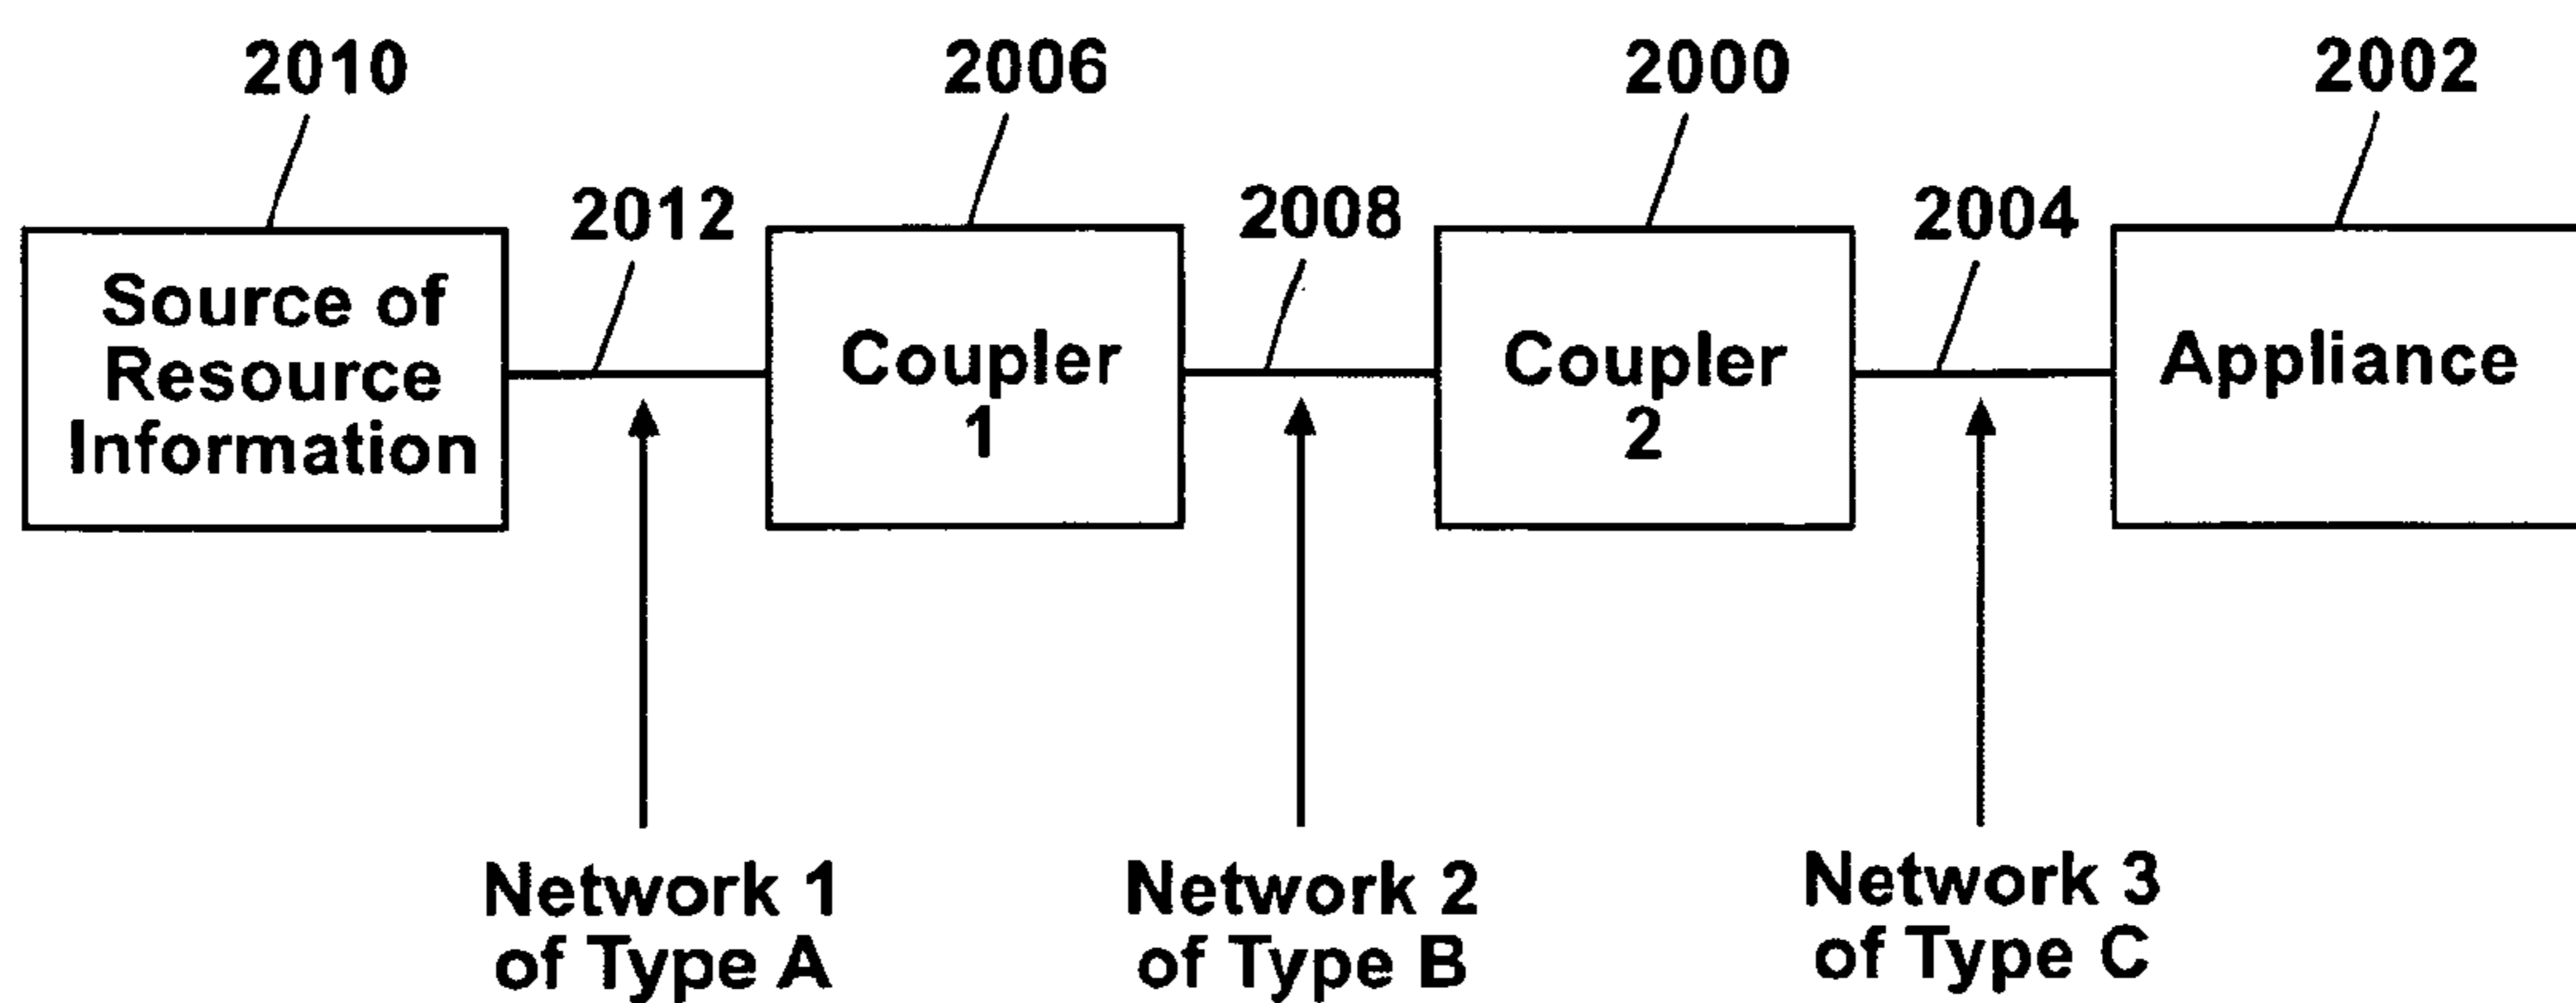 2010
2006
2000
2002
2012
2008
2004
Source of
Resource
Information
Coupler
1
Coupler
2
Appliance
Network 1
of Type A
Network 2
of Type B
Network 3
of Type C